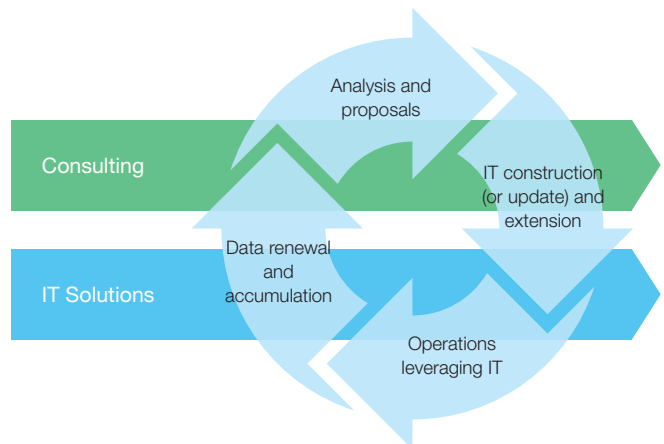 Analysis and
proposals
Consulting
IT construction
(or update) and
extension
Data renewal
and
accumulation
IT Solutions
Operations
leveraging IT